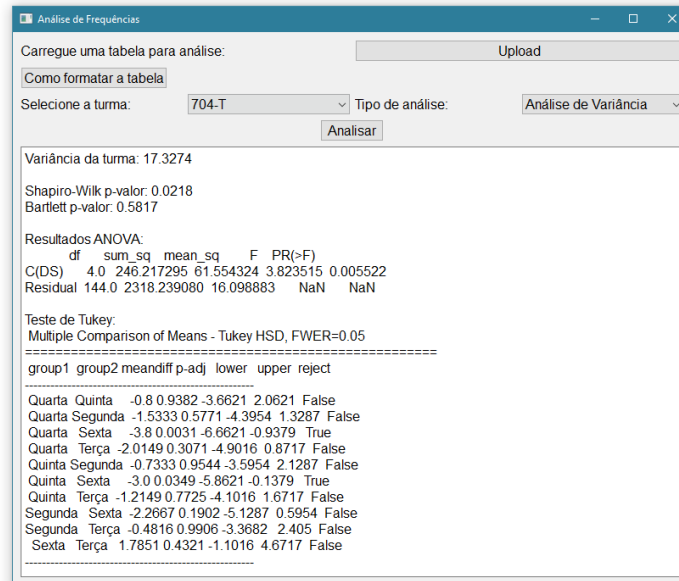 Análise de Frequências
Carregue uma tabela para análise: Upload
Como formatar a tabela
Selecione a turma: 704-T Tipo de análise: Análise de Variância
Analisar
Variância da turma: 17.3274
Shapiro-Wilk p-valor: 0.0218
Bartlett p-valor: 0.5817
Resultados ANOVA:
df sum_sq mean_sq F PR(>F)
C(DS) 4.0 246.217295 61.554324 3.823515 0.005522
Residual 144.0 2318.239080 16.098883 NaN NaN
Teste de Tukey:
Multiple Comparison of Means - Tukey HSD, FWER=0.05
======================================================
group1 group2 meandiff p-adj lower upper reject
------------------------------------------------------
Quarta Quinta -0.8 0.9382 -3.6621 2.0621 False
Quarta Segunda -1.5333 0.5771 -4.3954 1.3287 False
Quarta Sexta -3.8 0.0031 -6.6621 -0.9379 True
Quarta Terça -2.0149 0.3071 -4.9016 0.8717 False
Quinta Segunda -0.7333 0.9544 -3.5954 2.1287 False
Quinta Sexta -3.0 0.0349 -5.8621 -0.1379 True
Quinta Terça -1.2149 0.7725 -4.1016 1.6717 False
Segunda Sexta -2.2667 0.1902 -5.1287 0.5954 False
Segunda Terça -0.4816 0.9906 -3.3682 2.405 False
Sexta Terça 1.7851 0.4321 -1.1016 4.6717 False
------------------------------------------------------